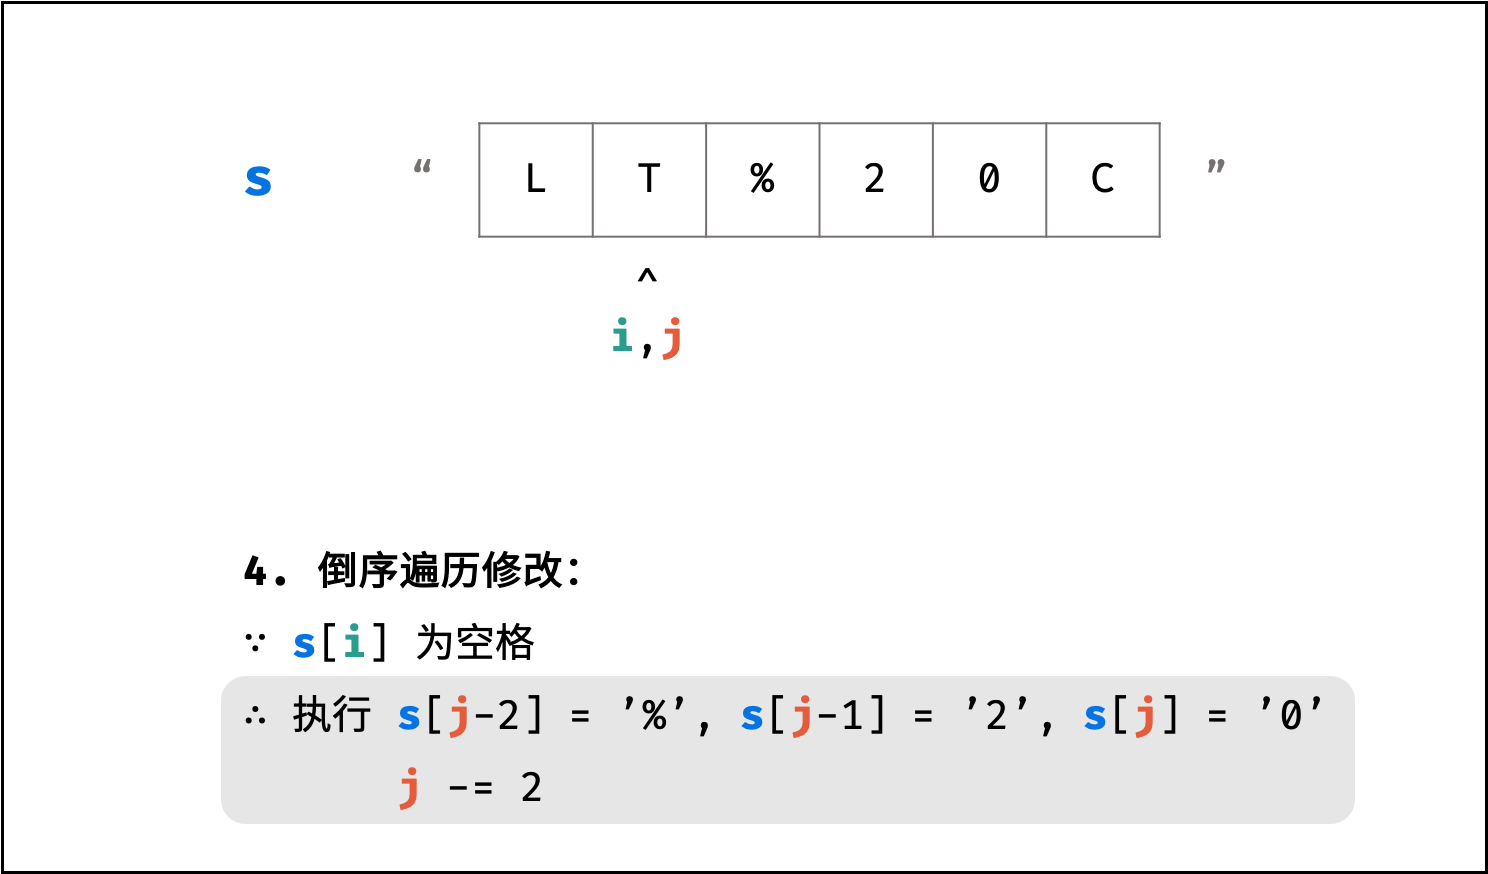 s “ L T % 2 0 C ”
^
i,j
4. 倒序遍历修改：
∵ s[i] 为空格
∴ 执行 s[j-2] = ’%’, s[j-1] = ’2’, s[j] = ’0’
j -= 2